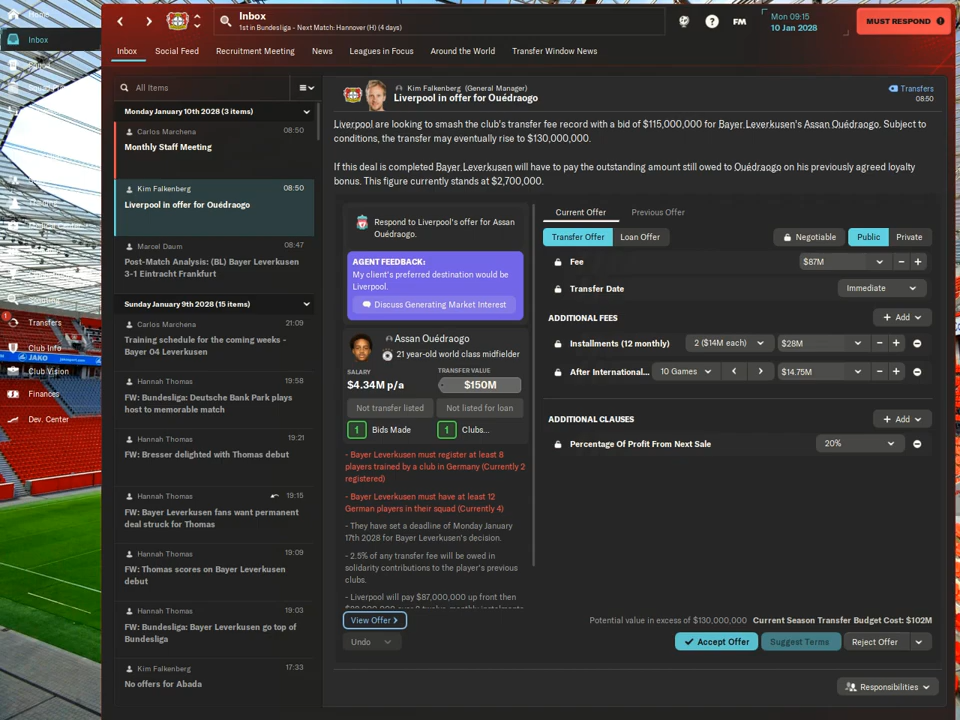 Home
Inbox
Inbox
1st in Bundesliga - Next Match: Hannover (H) (4 days)
?
FM
Mon 09:15
10 Jan 2028
MUST RESPOND
Inbox
Social Feed
Recruitment Meeting
News
Leagues in Focus
Around the World
Transfer Window News
All Items
Monday January 10th 2028 (3 items)
Carlos Marchena
08:50
Monthly Staff Meeting
Kim Falkenberg
08:50
Liverpool in offer for Ouédraogo
Marcel Daum
08:47
Post-Match Analysis: (BL) Bayer Leverkusen
3-1 Eintracht Frankfurt
Sunday January 9th 2028 (15 items)
Carlos Marchena
21:09
Training schedule for the coming weeks -
Bayer 04 Leverkusen
Hannah Thomas
19:58
FW: Bundesliga: Deutsche Bank Park plays
host to memorable match
Hannah Thomas
19:21
FW: Bresser delighted with Thomas debut
Hannah Thomas
19:15
FW: Bayer Leverkusen fans want permanent
deal struck for Thomas
Hannah Thomas
19:09
FW: Thomas scores on Bayer Leverkusen
debut
Hannah Thomas
19:03
FW: Bundesliga: Bayer Leverkusen go top of
Bundesliga
Kim Falkenberg
17:33
No offers for Abada
1
Transfers
Club Info
JAKO
Club Vision
Finances
Dev. Center
Kim Falkenberg (General Manager)
Liverpool in offer for Ouédraogo
Transfers
08:50
Liverpool are looking to smash the club's transfer fee record with a bid of $115,000,000 for Bayer Leverkusen's Assan Ouédraogo. Subject to
conditions, the transfer may eventually rise to $130,000,000.
If this deal is completed Bayer Leverkusen will have to pay the outstanding amount still owed to Ouédraogo on his previously agreed loyalty
bonus. This figure currently stands at $2,700,000.
Respond to Liverpool's offer for Assan
Ouédraogo.
AGENT FEEDBACK:
My client's preferred destination would be
Liverpool.
Discuss Generating Market Interest
Assan Ouédraogo
21 year-old world class midfielder
SALARY
$4.34M p/a
TRANSFER VALUE
$150M
Not transfer listed
Not listed for loan
1
Bids Made
1
Clubs...
- Bayer Leverkusen must register at least 8
players trained by a club in Germany (Currently 2
registered)
- Bayer Leverkusen must have at least 12
German players in their squad (Currently 4)
- They have set a deadline of Monday January
17th 2028 for Bayer Leverkusen's decision.
- 2.5% of any transfer fee will be owed in
solidarity contributions to the player's previous
clubs.
- Liverpool will pay $87,000,000 up front then
View Offer
Undo
Current Offer
Previous Offer
Transfer Offer
Loan Offer
Negotiable
Public
Private
Fee
$87M
Transfer Date
Immediate
ADDITIONAL FEES
+ Add
Installments (12 monthly)
2 ($14M each)
$28M
After International...
10 Games
$14.75M
ADDITIONAL CLAUSES
+ Add
Percentage Of Profit From Next Sale
20%
Potential value in excess of $130,000,000
Current Season Transfer Budget Cost: $102M
Accept Offer
Suggest Terms
Reject Offer
Responsibilities